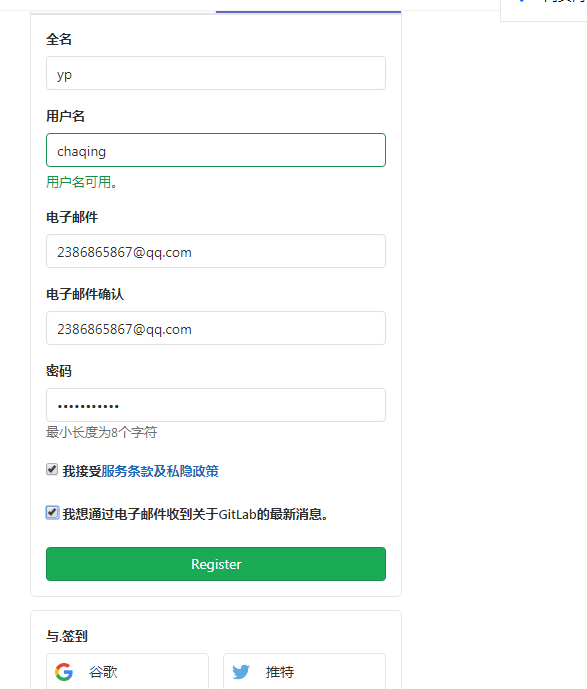 全名
yp
用户名
chaqing
用户名可用。
电子邮件
2386865867@qq.com
电子邮件确认
2386865867@qq.com
密码
•••••••••••
最小长度为8个字符
我接受服务条款及私隐政策
我想通过电子邮件收到关于GitLab的最新消息。
Register
与.签到
谷歌
推特